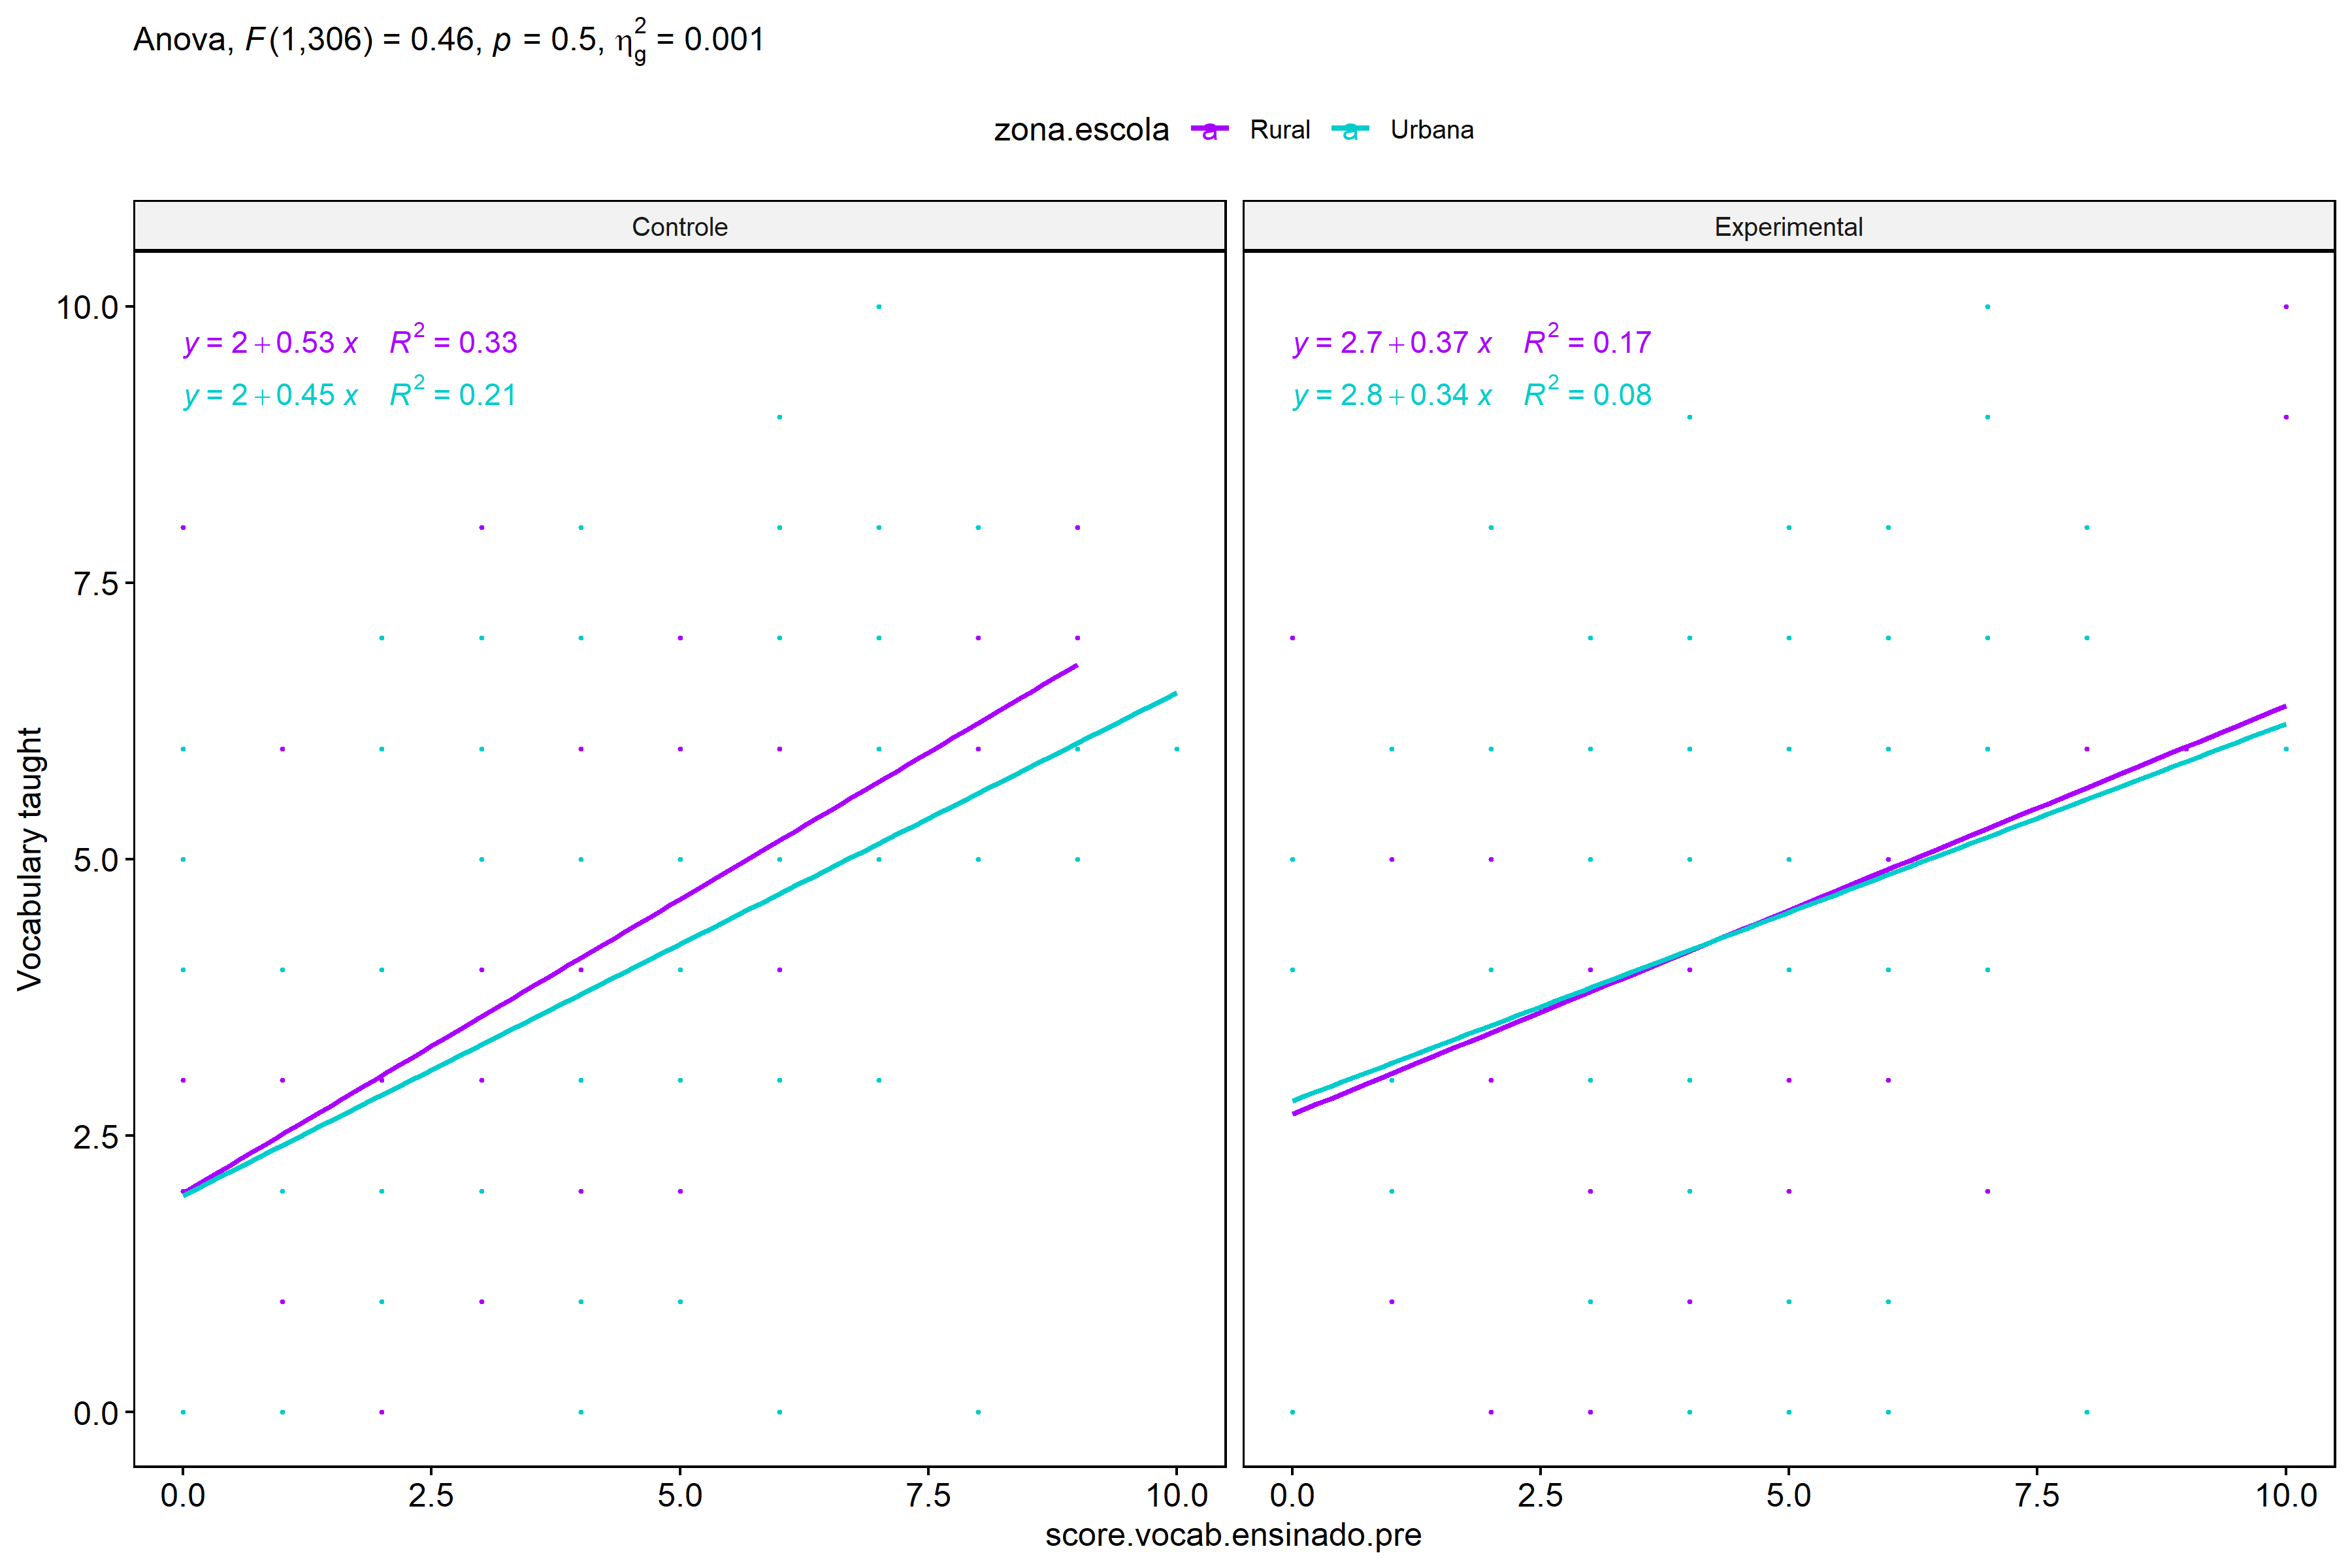 Anova, F(1,306) = 0.46, p = 0.5, η²g = 0.001
zona.escola a Rural a Urbana
Controle
Experimental
y = 2 + 0.53 x R² = 0.33
y = 2 + 0.45 x R² = 0.21
y = 2.7 + 0.37 x R² = 0.17
y = 2.8 + 0.34 x R² = 0.08
Vocabulary taught
10.0
7.5
5.0
2.5
0.0
0.0 2.5 5.0 7.5 10.0
0.0 2.5 5.0 7.5 10.0
score.vocab.ensinado.pre